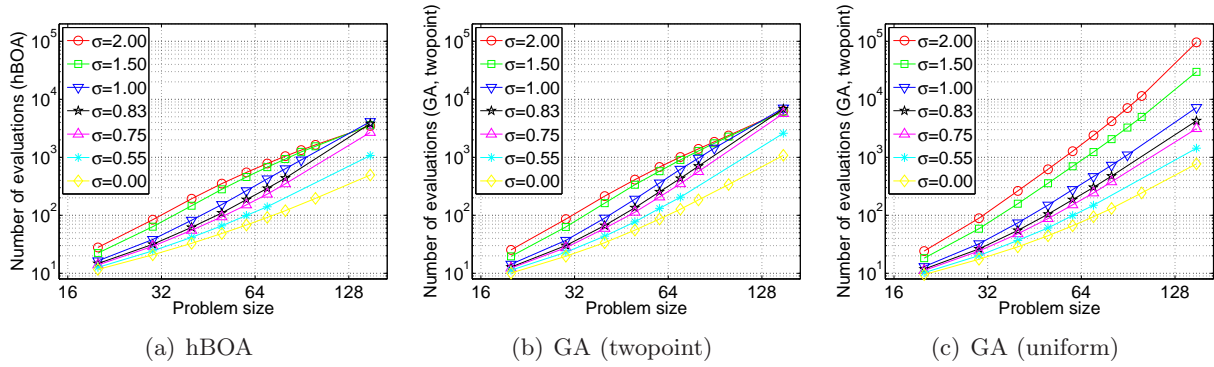 Number of evaluations (hBOA)
10^5
10^4
10^3
10^2
10^1
σ=2.00
σ=1.50
σ=1.00
σ=0.83
σ=0.75
σ=0.55
σ=0.00
16
32
64
128
Problem size
(a) hBOA
Number of evaluations (GA, twopoint)
10^5
10^4
10^3
10^2
10^1
σ=2.00
σ=1.50
σ=1.00
σ=0.83
σ=0.75
σ=0.55
σ=0.00
16
32
64
128
Problem size
(b) GA (twopoint)
Number of evaluations (GA, twopoint)
10^5
10^4
10^3
10^2
10^1
σ=2.00
σ=1.50
σ=1.00
σ=0.83
σ=0.75
σ=0.55
σ=0.00
16
32
64
128
Problem size
(c) GA (uniform)